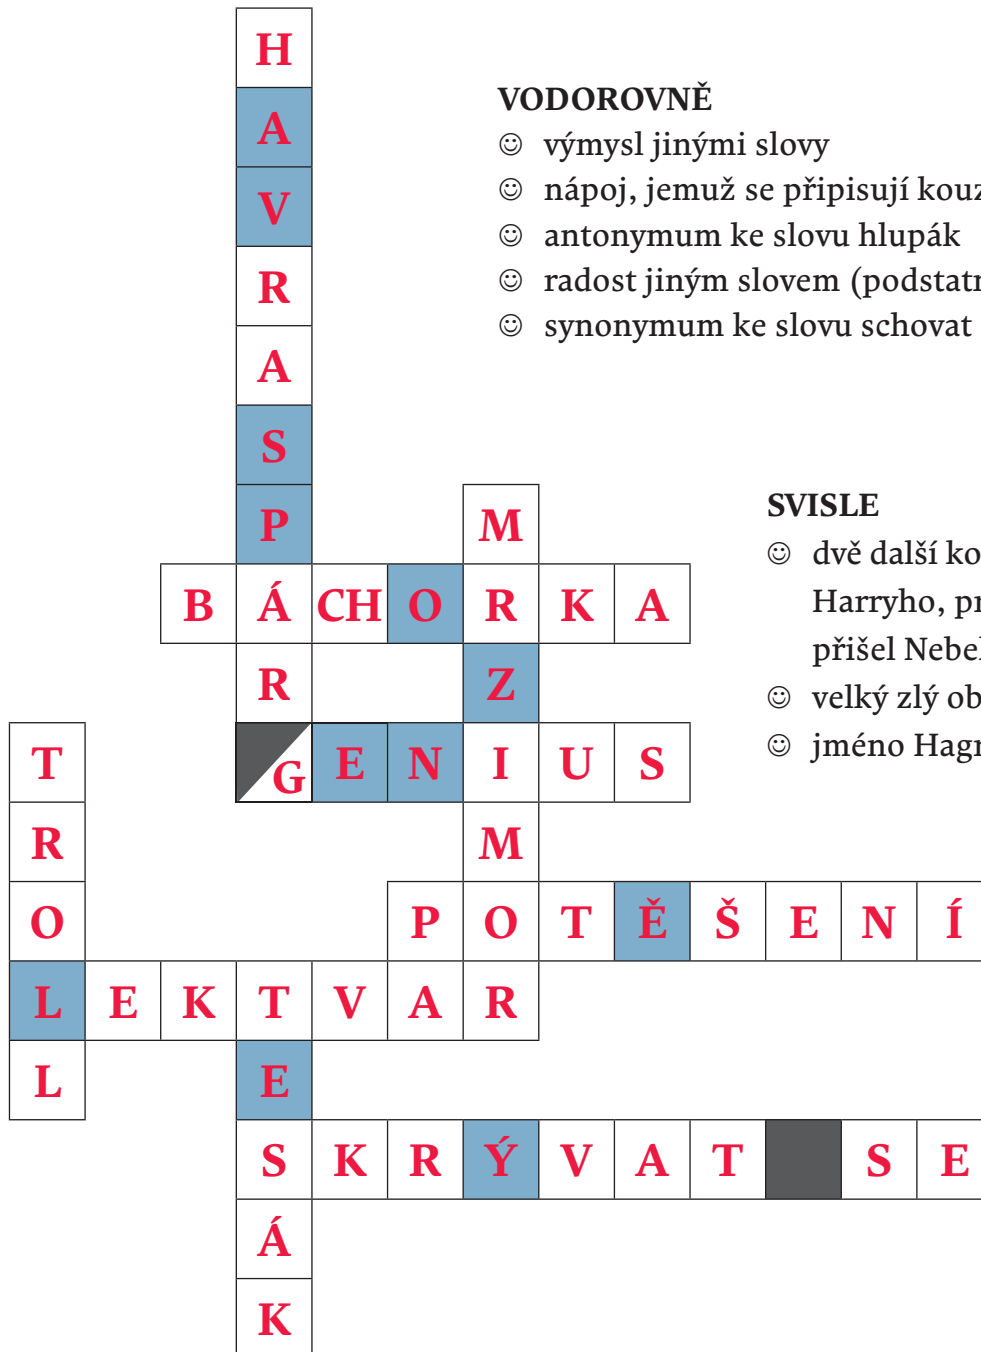 H
A
VODOROVNĚ
☺ výmysl jinými slovy
V
☺ nápoj, jemuž se připisují kouz
☺ antonymum ke slovu hlupák
R
☺ radost jiným slovem (podstatn
☺ synonymum ke slovu schovat
A
S
P M
SVISLE
☺ dvě další ko
B Á CH O R K A
Harryho, pr
přišel Nebel
R Z
☺ velký zlý ob
T G E N I U S
☺ jméno Hagr
R M
O P O T Ě Š E N Í
L E K T V A R
L E
S K R Ý V A T S E
Á
K